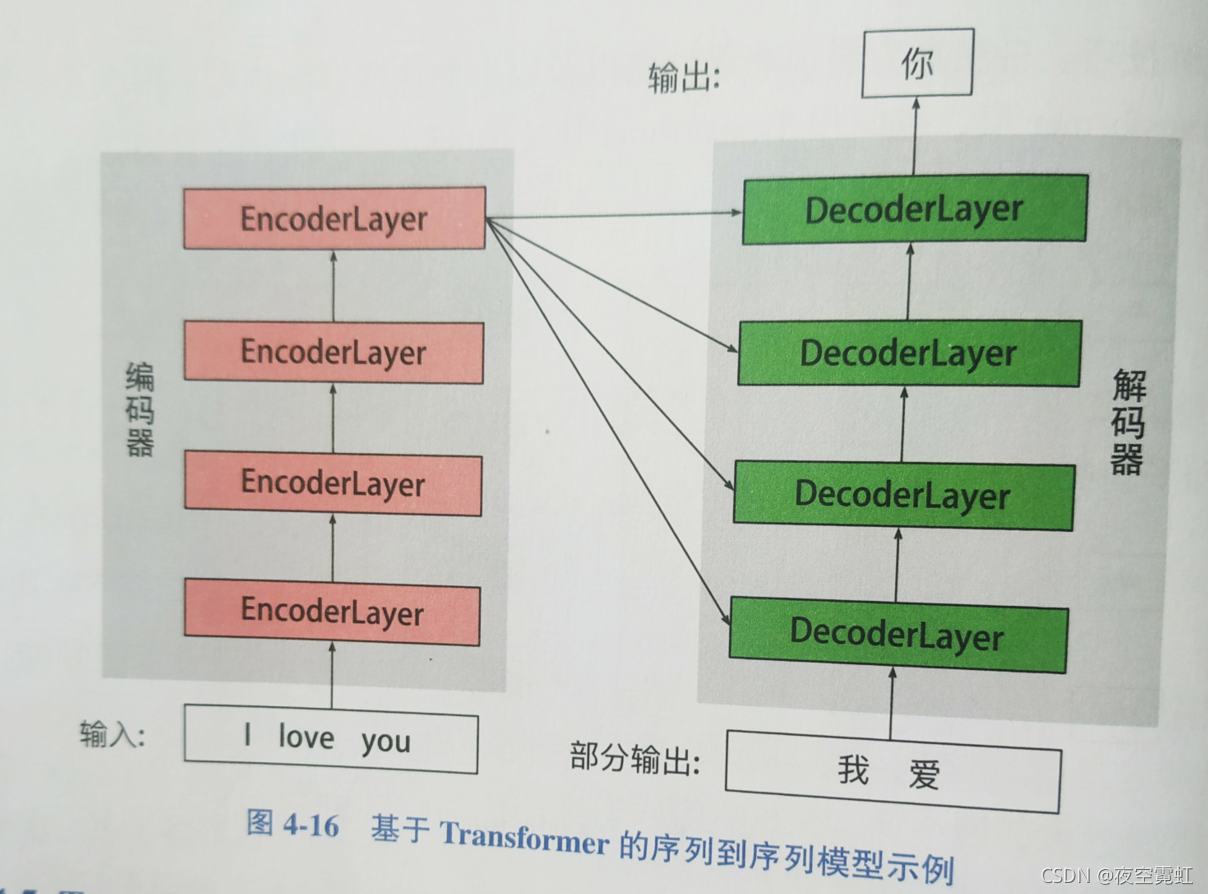 输出:
你
EncoderLayer
EncoderLayer
EncoderLayer
EncoderLayer
编码器
输入:
I love you
DecoderLayer
DecoderLayer
DecoderLayer
DecoderLayer
解码器
部分输出:
我 爱
图 4-16 基于 Transformer 的序列到序列模型示例
CSDN @夜空霓虹